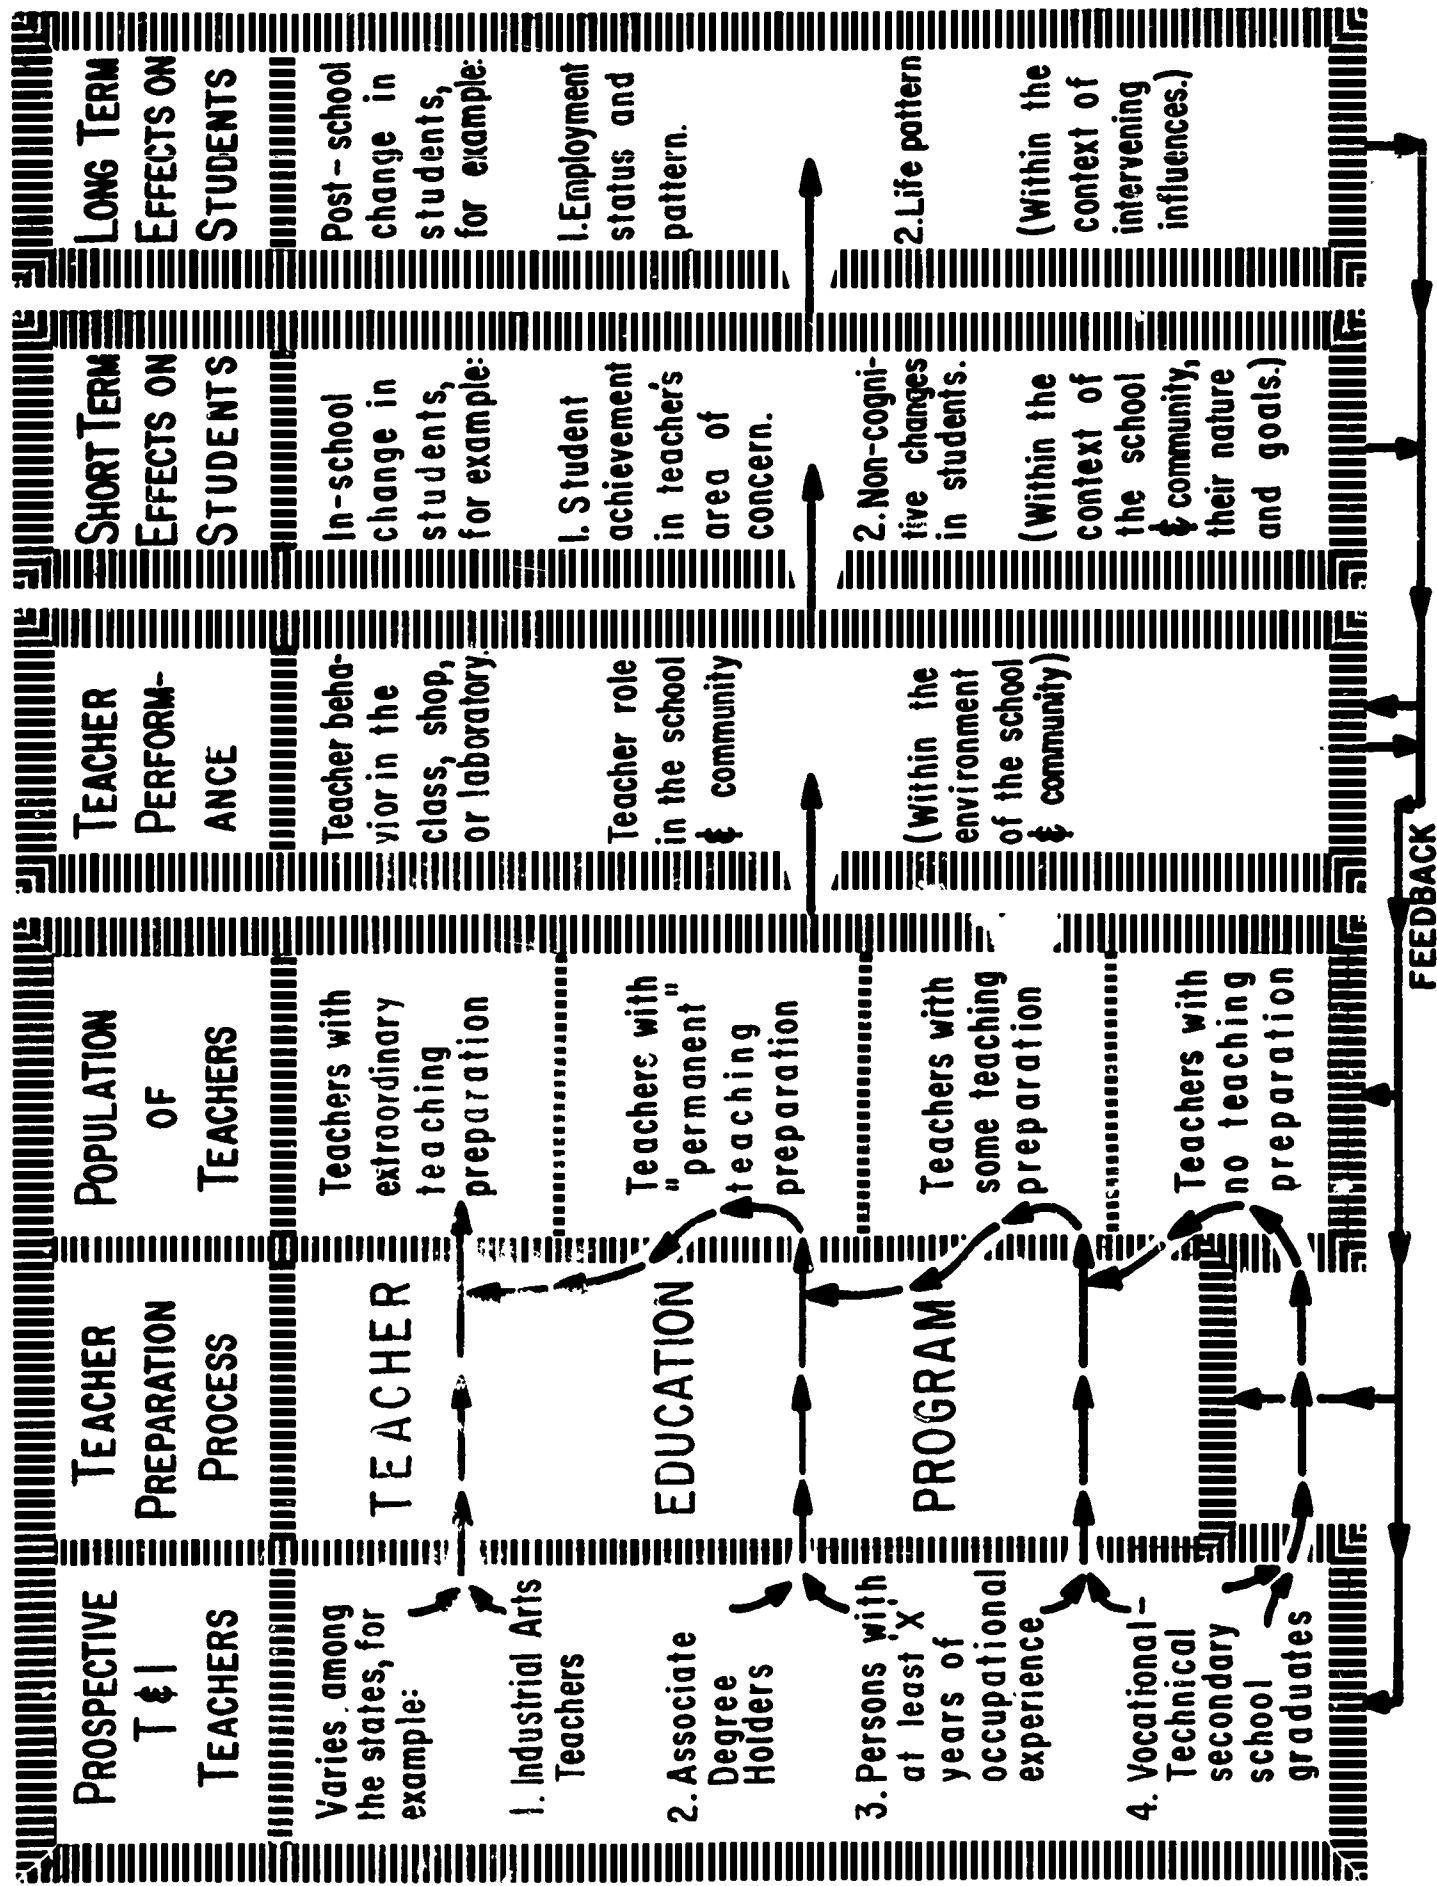 PROSPECTIVE
T & I
TEACHERS
Varies among
the states, for
example:
1. Industrial Arts
Teachers
2. Associate
Degree
Holders
3. Persons with
at least 'X'
years of
occupational
experience
4. Vocational-
Technical
secondary
school
graduates
TEACHER
PREPARATION
PROCESS
TEACHER
EDUCATION
PROGRAM
POPULATION
OF
TEACHERS
Teachers with
extraordinary
teaching
preparation
Teachers with
"permanent"
teaching
preparation
Teachers with
some teaching
preparation
Teachers with
no teaching
preparation
TEACHER
PERFORM-
ANCE
Teacher beha-
vior in the
class, shop,
or laboratory.
Teacher role
in the school
& community
(Within the
environment
of the school
& community)
SHORT TERM
EFFECTS ON
STUDENTS
In-school
change in
students,
for example:
1. Student
achievement
in teacher's
area of
concern.
2. Non-cogni-
tive changes
in students.
(Within the
context of
the school
& community,
their nature
and goals.)
LONG TERM
EFFECTS ON
STUDENTS
Post-school
change in
students,
for example:
1. Employment
status and
pattern.
2. Life pattern
(Within the
context of
intervening
influences.)
FEEDBACK